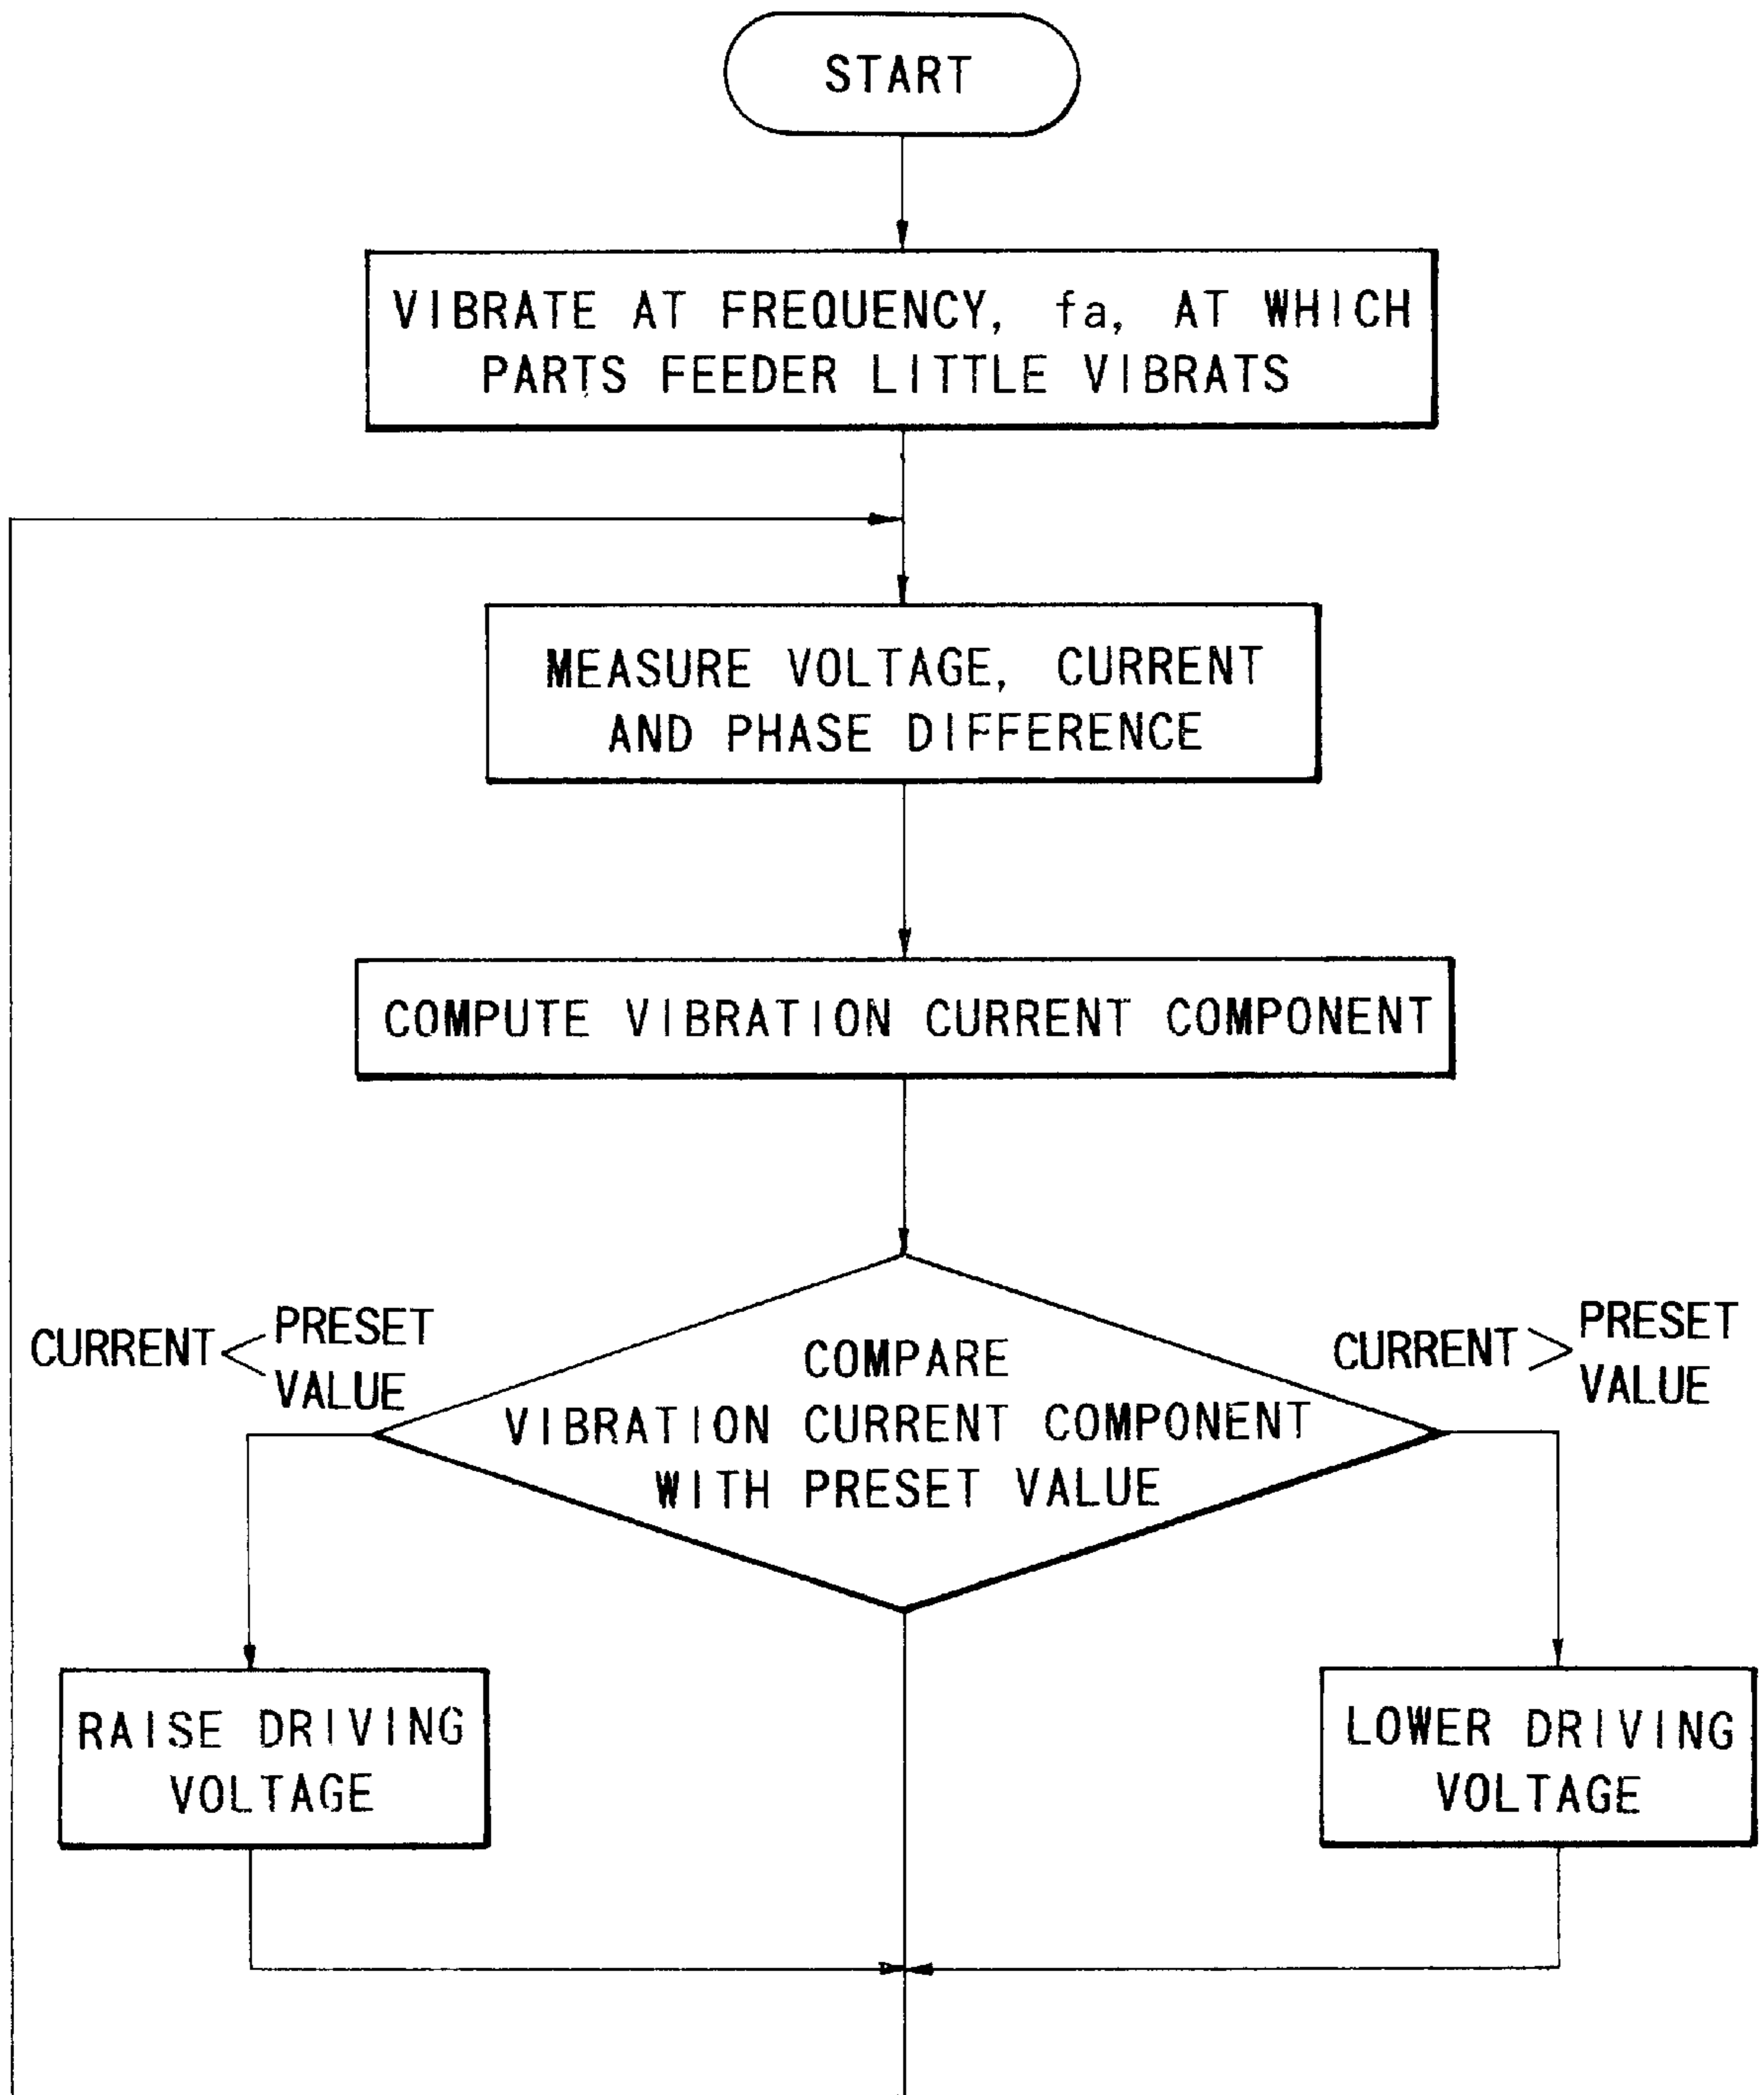 START
VIBRATE AT FREQUENCY, fa, AT WHICH
PARTS FEEDER LITTLE VIBRATS
MEASURE VOLTAGE, CURRENT
AND PHASE DIFFERENCE
COMPUTE VIBRATION CURRENT COMPONENT
CURRENT < PRESET
VALUE
COMPARE
VIBRATION CURRENT COMPONENT
WITH PRESET VALUE
CURRENT > PRESET
VALUE
RAISE DRIVING
VOLTAGE
LOWER DRIVING
VOLTAGE